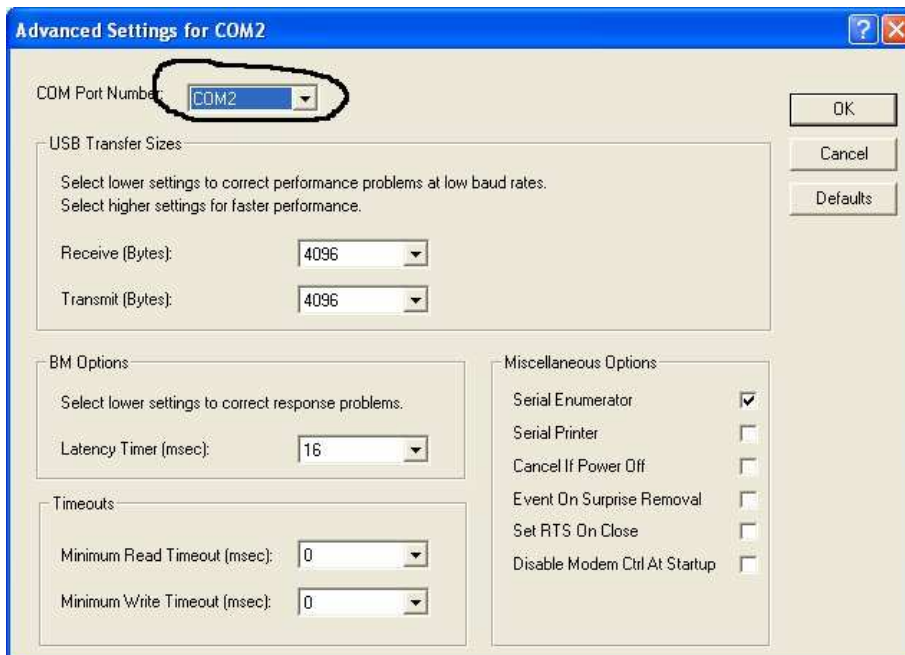 Advanced Settings for COM2
COM Port Number: COM2
OK
Cancel
Defaults
USB Transfer Sizes
Select lower settings to correct performance problems at low baud rates.
Select higher settings for faster performance.
Receive (Bytes): 4096
Transmit (Bytes): 4096
BM Options
Select lower settings to correct response problems.
Latency Timer (msec): 16
Timeouts
Minimum Read Timeout (msec): 0
Minimum Write Timeout (msec): 0
Miscellaneous Options
Serial Enumerator
Serial Printer
Cancel If Power Off
Event On Surprise Removal
Set RTS On Close
Disable Modem Ctrl At Startup